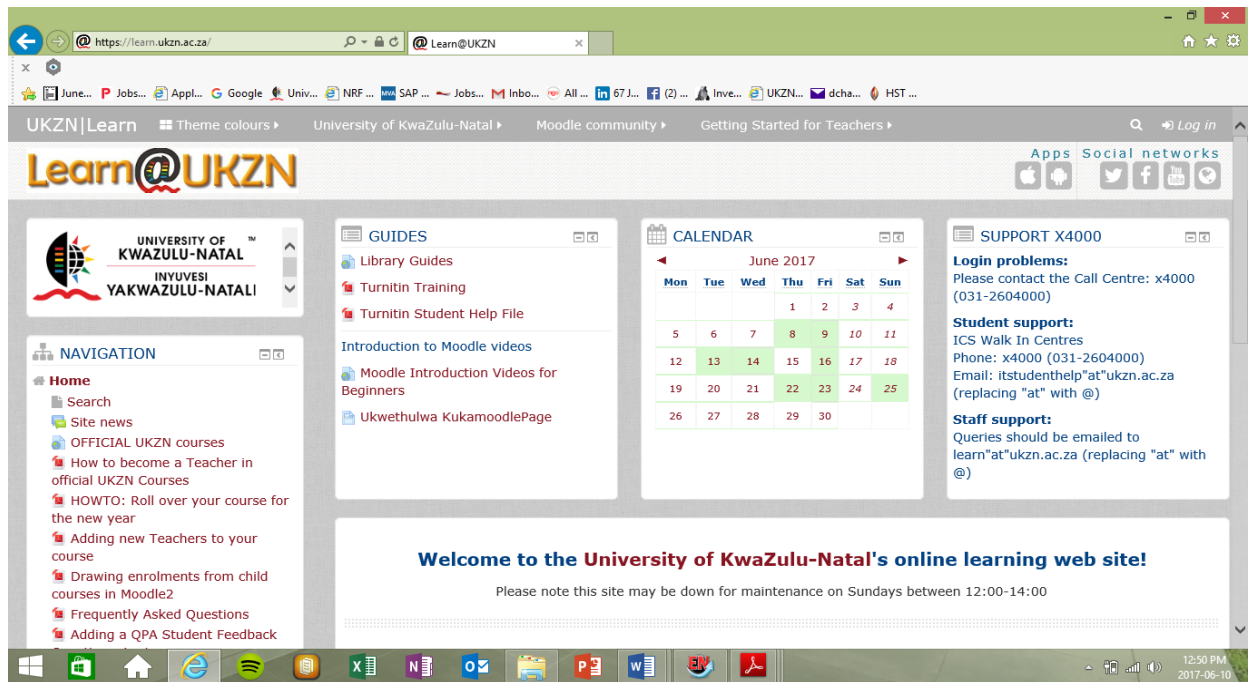 https://learn.ukzn.ac.za/
Learn@UKZN
June... Jobs... Appl... Google Univ... NRF ... SAP ... Jobs... Inbo... All ... 67 J... (2) ... Inve... UKZN... dcha... HST ...
UKZN|Learn Theme colours University of KwaZulu-Natal Moodle community Getting Started for Teachers Log in
Learn@UKZN
Apps Social networks
UNIVERSITY OF ™
KWAZULU-NATAL
INYUVESI
YAKWAZULU-NATALI
NAVIGATION
Home
Search
Site news
OFFICIAL UKZN courses
How to become a Teacher in
official UKZN Courses
HOWTO: Roll over your course for
the new year
Adding new Teachers to your
course
Drawing enrolments from child
courses in Moodle2
Frequently Asked Questions
Adding a QPA Student Feedback
GUIDES
Library Guides
Turnitin Training
Turnitin Student Help File
Introduction to Moodle videos
Moodle Introduction Videos for
Beginners
Ukwethulwa KukamoodlePage
CALENDAR
June 2017
Mon Tue Wed Thu Fri Sat Sun
1 2 3 4
5 6 7 8 9 10 11
12 13 14 15 16 17 18
19 20 21 22 23 24 25
26 27 28 29 30
SUPPORT X4000
Login problems:
Please contact the Call Centre: x4000
(031-2604000)
Student support:
ICS Walk In Centres
Phone: x4000 (031-2604000)
Email: itstudenthelp"at"ukzn.ac.za
(replacing "at" with @)
Staff support:
Queries should be emailed to
learn"at"ukzn.ac.za (replacing "at" with
@)
Welcome to the University of KwaZulu-Natal's online learning web site!
Please note this site may be down for maintenance on Sundays between 12:00-14:00
12:50 PM
2017-06-10